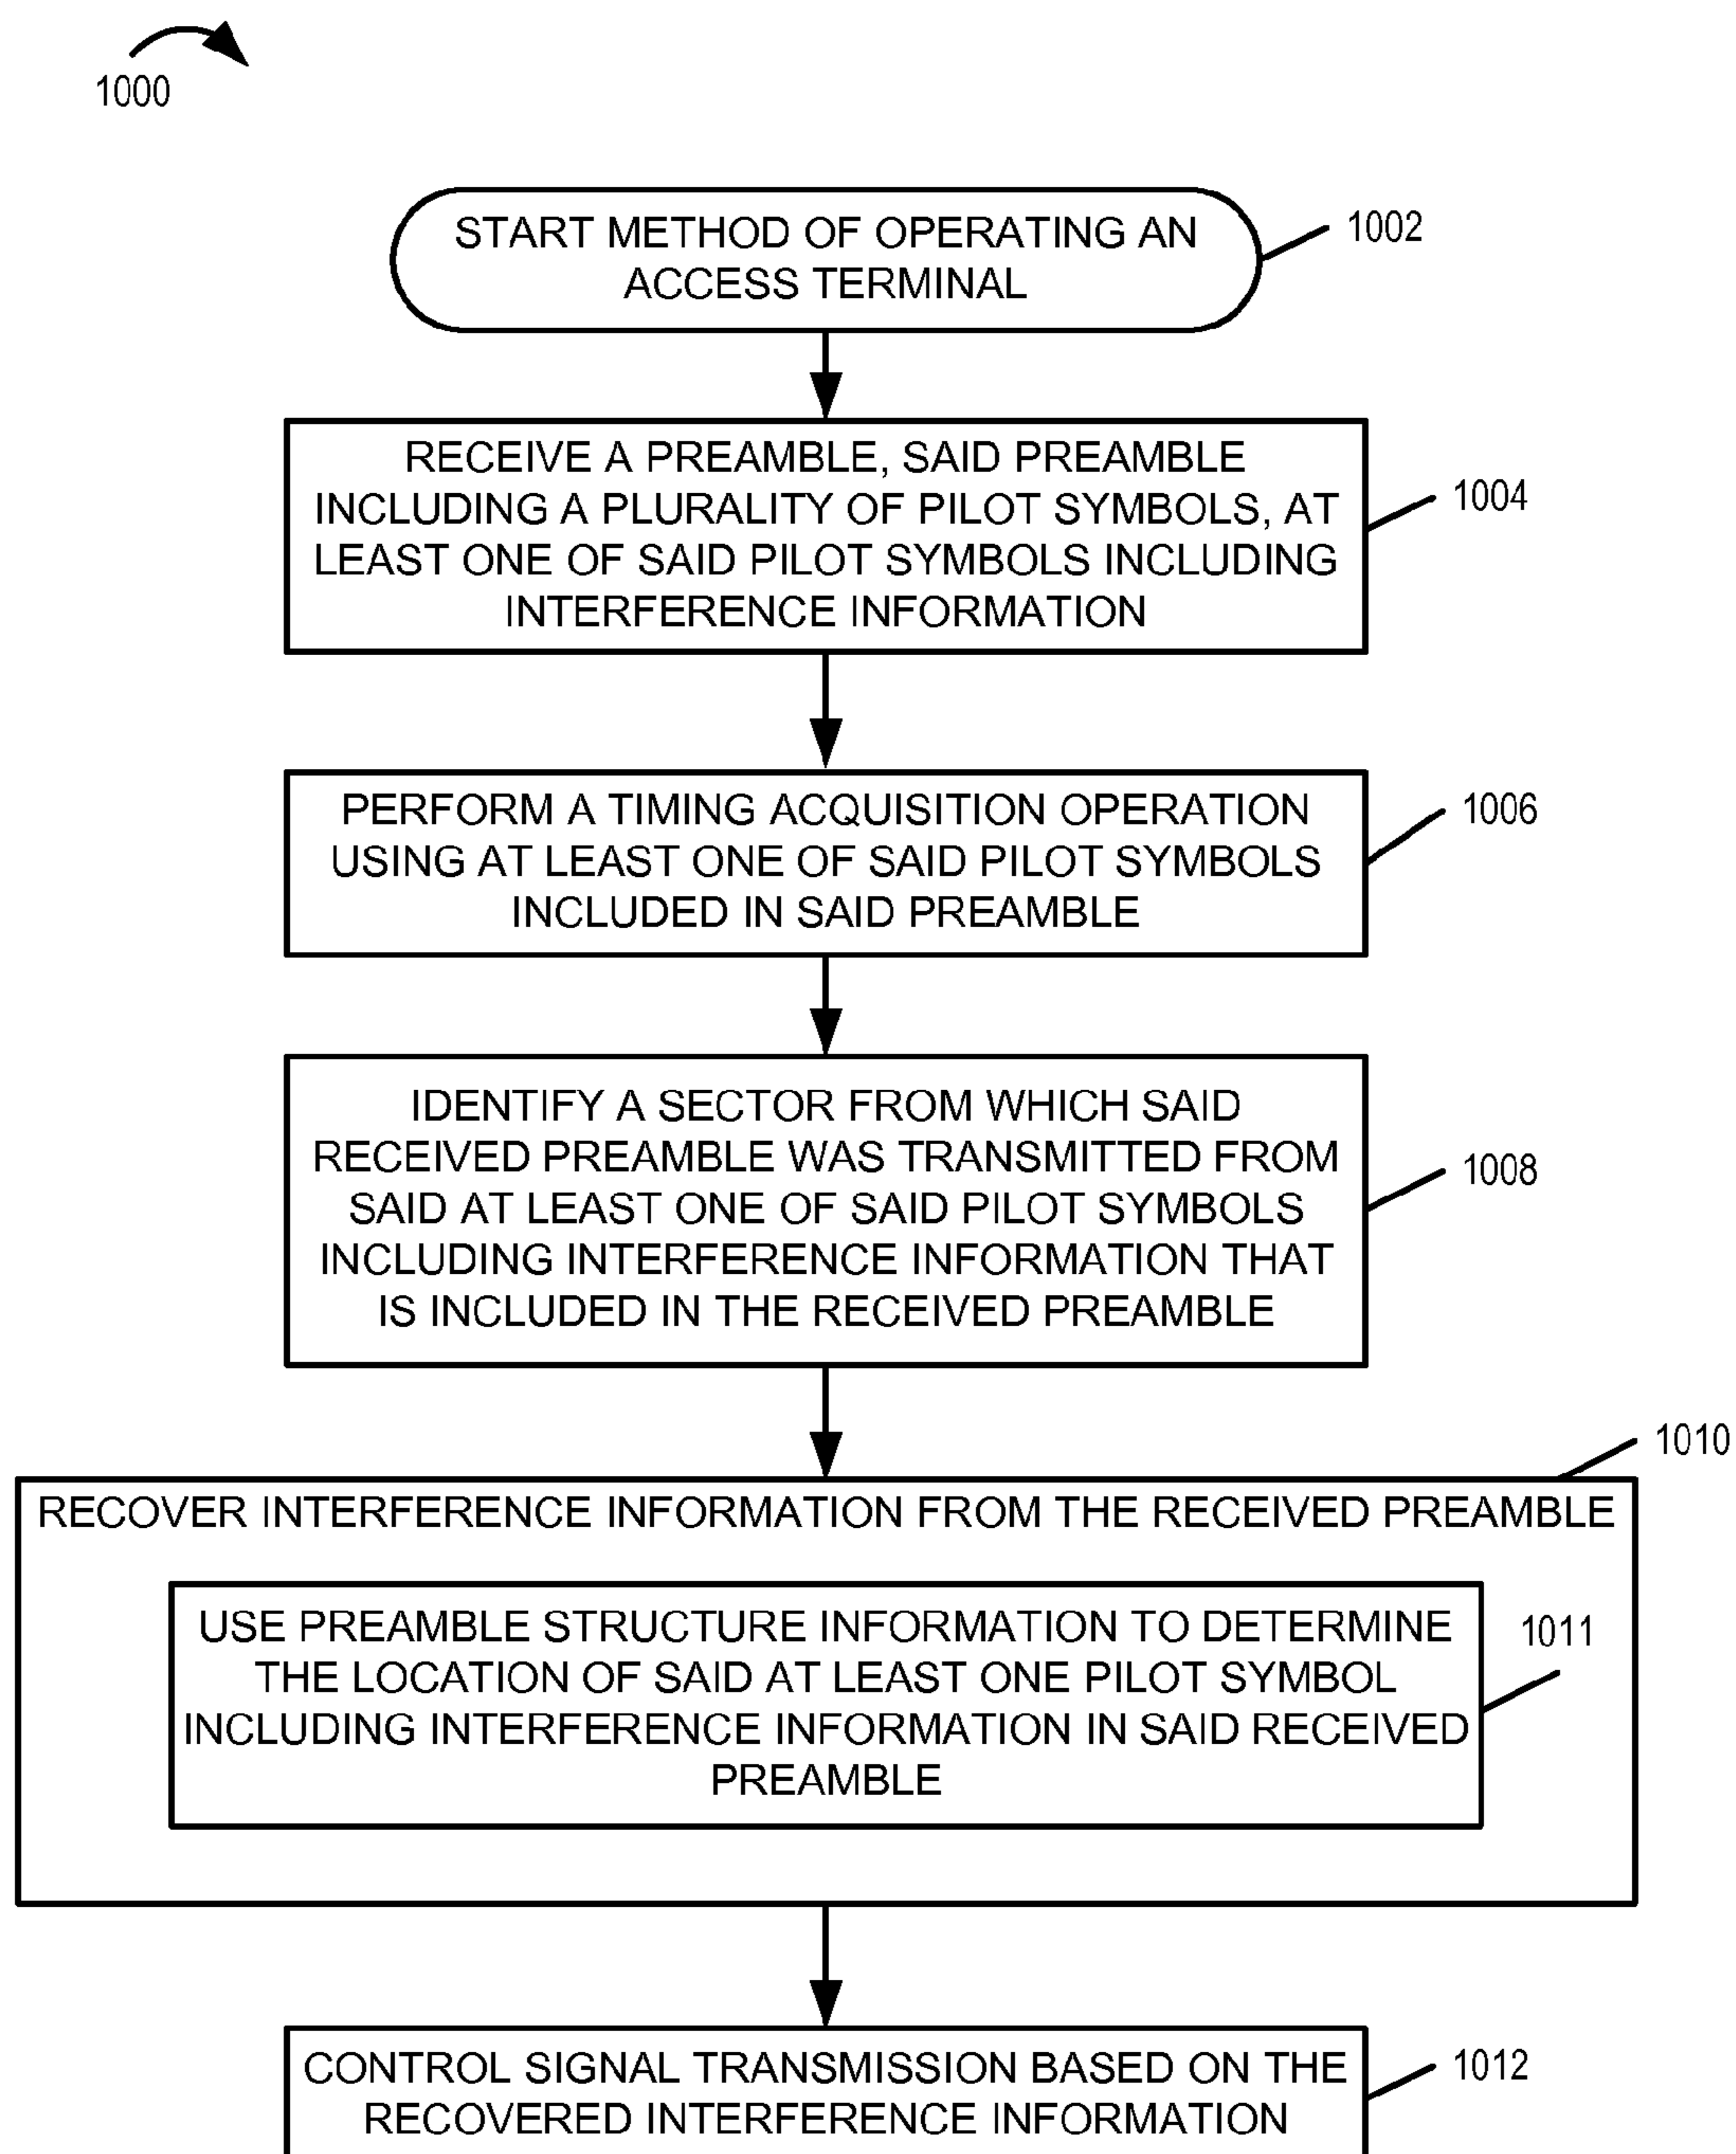 1000
START METHOD OF OPERATING AN
ACCESS TERMINAL
1002
RECEIVE A PREAMBLE, SAID PREAMBLE
INCLUDING A PLURALITY OF PILOT SYMBOLS, AT
LEAST ONE OF SAID PILOT SYMBOLS INCLUDING
INTERFERENCE INFORMATION
1004
PERFORM A TIMING ACQUISITION OPERATION
USING AT LEAST ONE OF SAID PILOT SYMBOLS
INCLUDED IN SAID PREAMBLE
1006
IDENTIFY A SECTOR FROM WHICH SAID
RECEIVED PREAMBLE WAS TRANSMITTED FROM
SAID AT LEAST ONE OF SAID PILOT SYMBOLS
INCLUDING INTERFERENCE INFORMATION THAT
IS INCLUDED IN THE RECEIVED PREAMBLE
1008
1010
RECOVER INTERFERENCE INFORMATION FROM THE RECEIVED PREAMBLE
USE PREAMBLE STRUCTURE INFORMATION TO DETERMINE
THE LOCATION OF SAID AT LEAST ONE PILOT SYMBOL
INCLUDING INTERFERENCE INFORMATION IN SAID RECEIVED
PREAMBLE
1011
CONTROL SIGNAL TRANSMISSION BASED ON THE
RECOVERED INTERFERENCE INFORMATION
1012